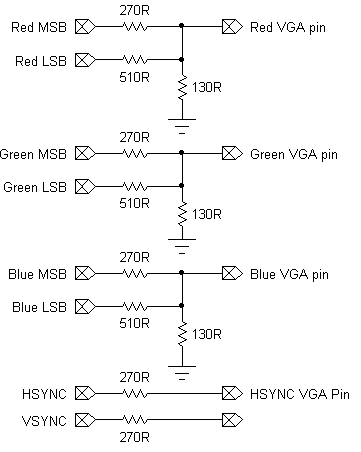 270R
Red MSB Red VGA pin
Red LSB
510R 130R
270R
Green MSB Green VGA pin
Green LSB
510R 130R
270R
Blue MSB Blue VGA pin
Blue LSB
510R 130R
270R
HSYNC HSYNC VGA Pin
VSYNC
270R